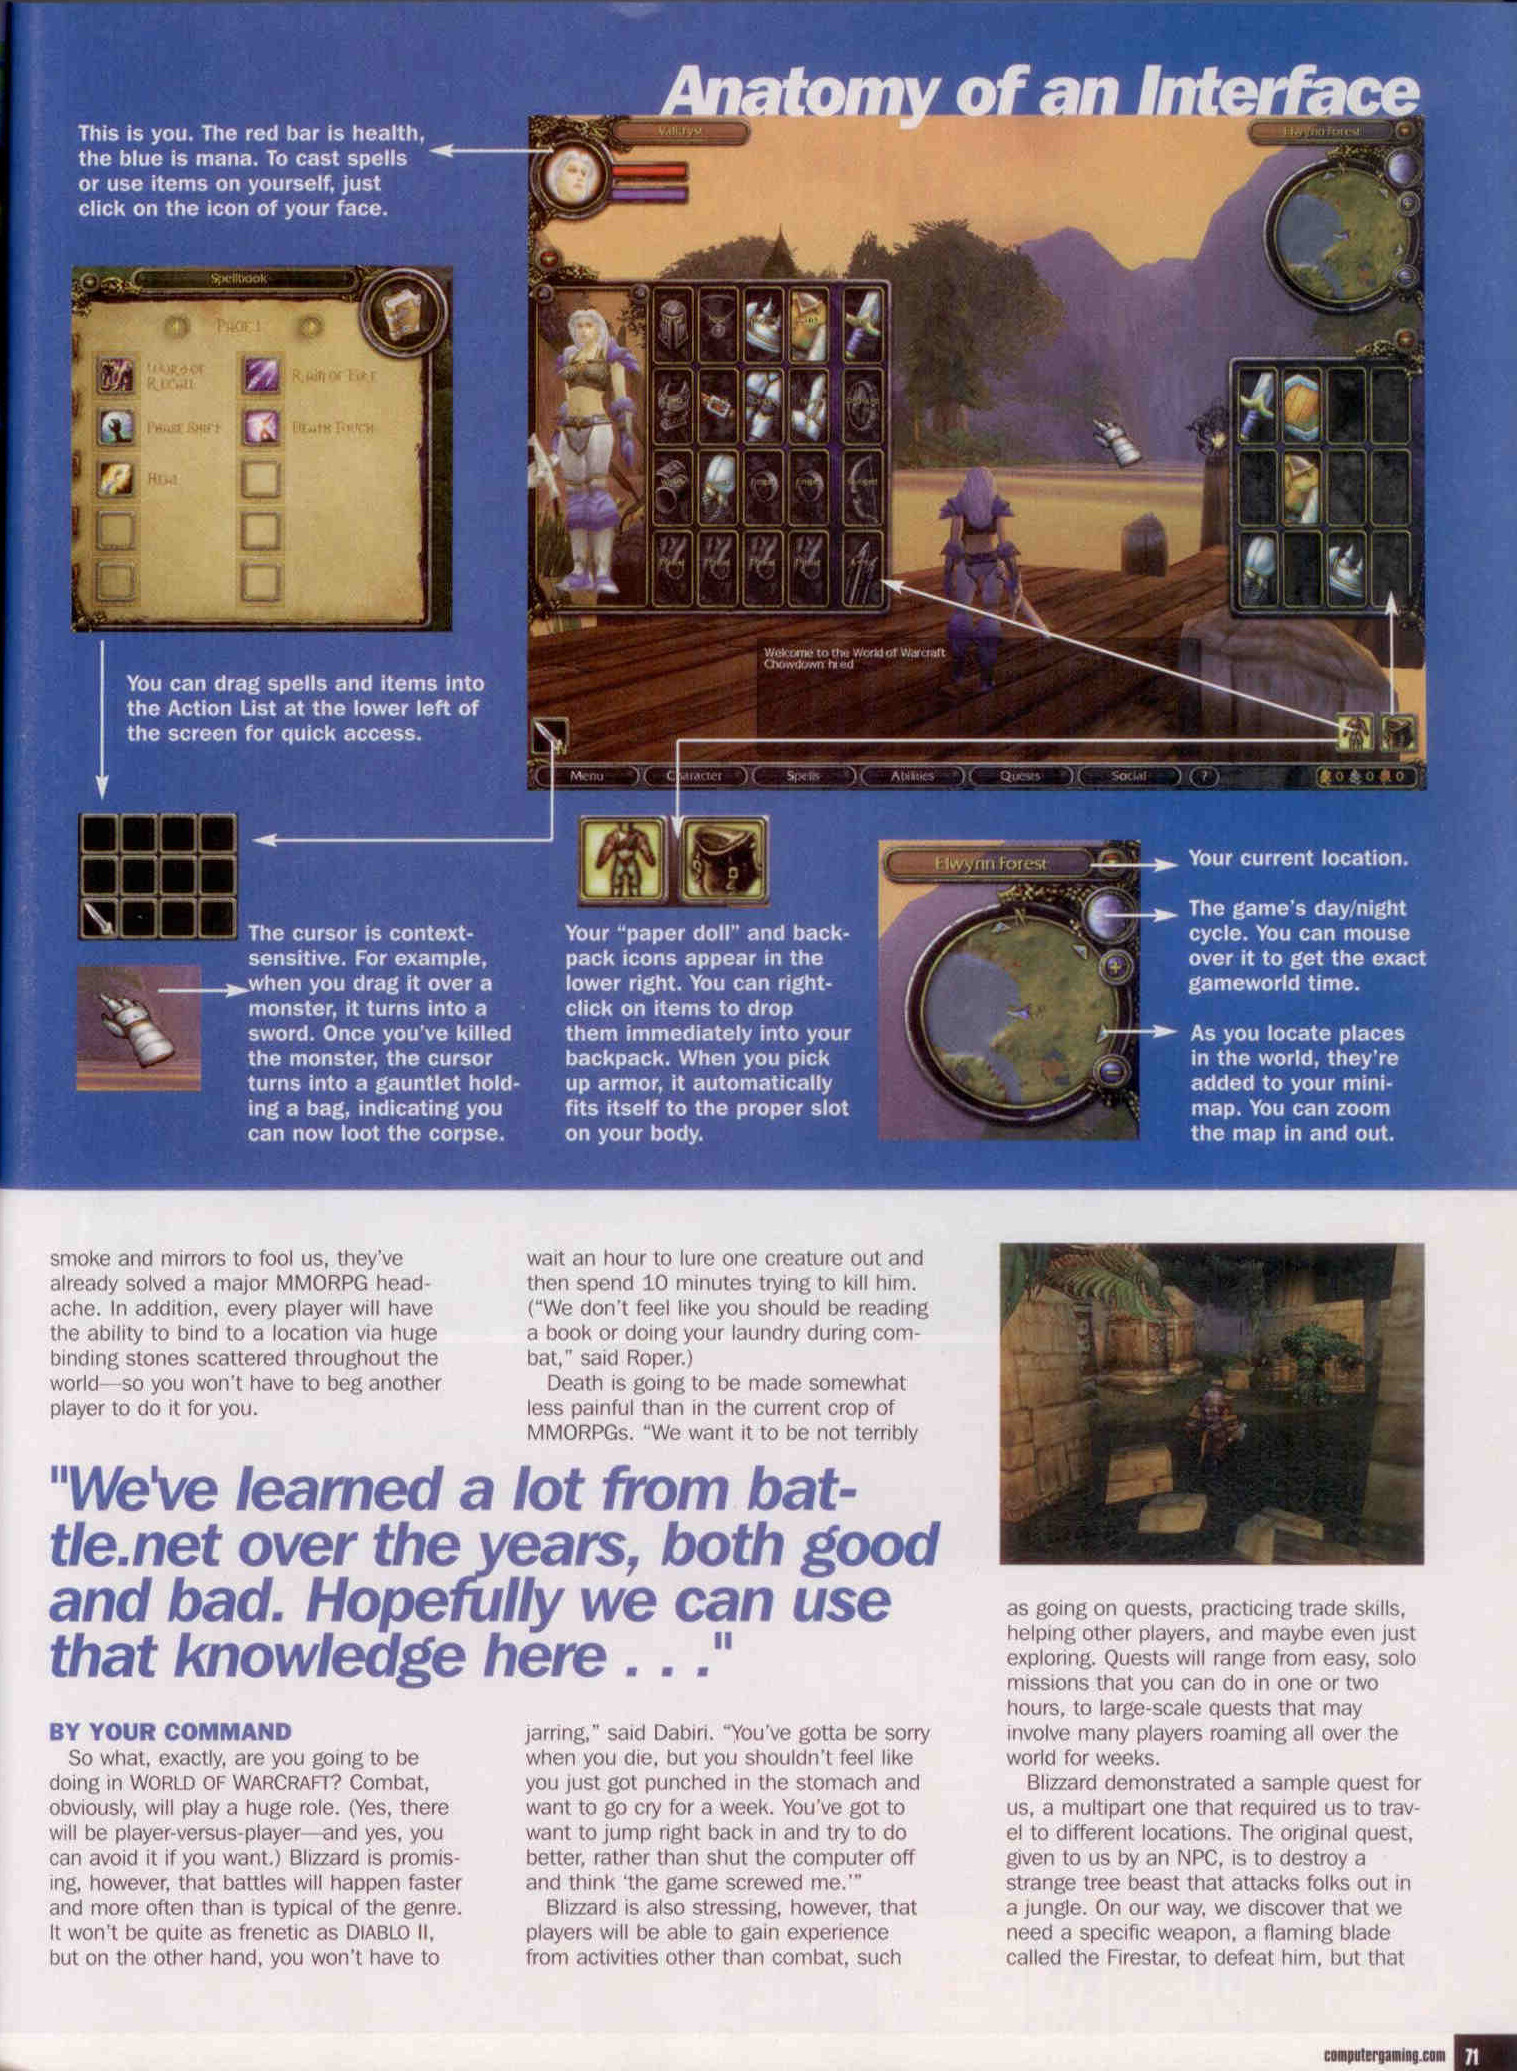 Anatomy of an Interface
This is you. The red bar is health,
the blue is mana. To cast spells
or use items on yourself, just
click on the icon of your face.
Elwynn Forest
Spellbook
PAGE 1
WORD OF
RECALL
RAIN OF FIRE
PHASE SHIFT
DEATH TOUCH
HEAL
Welcome to the World of Warcraft
Menu
Character
Spells
Abilities
Quests
Social
?
0 0 0
You can drag spells and items into
the Action List at the lower left of
the screen for quick access.
The cursor is context-
sensitive. For example,
when you drag it over a
monster, it turns into a
sword. Once you've killed
the monster, the cursor
turns into a gauntlet hold-
ing a bag, indicating you
can now loot the corpse.
Your “paper doll” and back-
pack icons appear in the
lower right. You can right-
click on items to drop
them immediately into your
backpack. When you pick
up armor, it automatically
fits itself to the proper slot
on your body.
Elwynn Forest
N
Your current location.
The game's day/night
cycle. You can mouse
over it to get the exact
gameworld time.
As you locate places
in the world, they're
added to your mini-
map. You can zoom
the map in and out.
smoke and mirrors to fool us, they've
already solved a major MMORPG head-
ache. In addition, every player will have
the ability to bind to a location via huge
binding stones scattered throughout the
world—so you won't have to beg another
player to do it for you.
"We've learned a lot from bat-
tle.net over the years, both good
and bad. Hopefully we can use
that knowledge here . . ."
BY YOUR COMMAND
So what, exactly, are you going to be
doing in WORLD OF WARCRAFT? Combat,
obviously, will play a huge role. (Yes, there
will be player-versus-player—and yes, you
can avoid it if you want.) Blizzard is promis-
ing, however, that battles will happen faster
and more often than is typical of the genre.
It won't be quite as frenetic as DIABLO II,
but on the other hand, you won't have to
wait an hour to lure one creature out and
then spend 10 minutes trying to kill him.
(“We don't feel like you should be reading
a book or doing your laundry during com-
bat,” said Roper.)
Death is going to be made somewhat
less painful than in the current crop of
MMORPGs. “We want it to be not terribly
jarring,” said Dabiri. “You've gotta be sorry
when you die, but you shouldn't feel like
you just got punched in the stomach and
want to go cry for a week. You've got to
want to jump right back in and try to do
better, rather than shut the computer off
and think ‘the game screwed me.’”
Blizzard is also stressing, however, that
players will be able to gain experience
from activities other than combat, such
as going on quests, practicing trade skills,
helping other players, and maybe even just
exploring. Quests will range from easy, solo
missions that you can do in one or two
hours, to large-scale quests that may
involve many players roaming all over the
world for weeks.
Blizzard demonstrated a sample quest for
us, a multipart one that required us to trav-
el to different locations. The original quest,
given to us by an NPC, is to destroy a
strange tree beast that attacks folks out in
a jungle. On our way, we discover that we
need a specific weapon, a flaming blade
called the Firestar, to defeat him, but that
computergaming.com 71